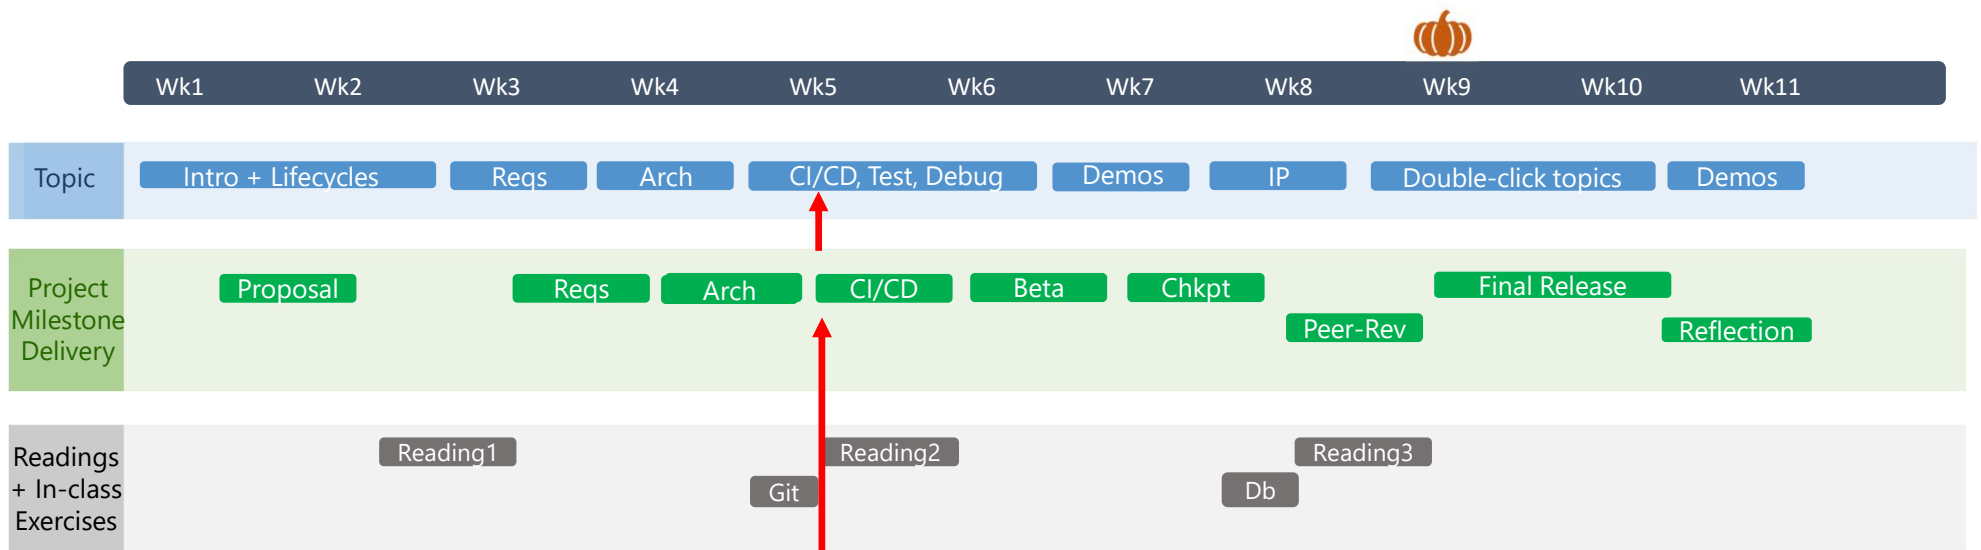 Wk1 Wk2 Wk3 Wk4 Wk5 Wk6 Wk7 Wk8 Wk9 Wk10 Wk11
Topic
Intro + Lifecycles Reqs Arch CI/CD, Test, Debug Demos IP Double-click topics Demos
Project
Milestone
Delivery
Proposal Reqs Arch CI/CD Beta Chkpt Final Release
Peer-Rev Reflection
Readings
+ In-class
Exercises
Reading1 Reading2 Reading3
Git Db